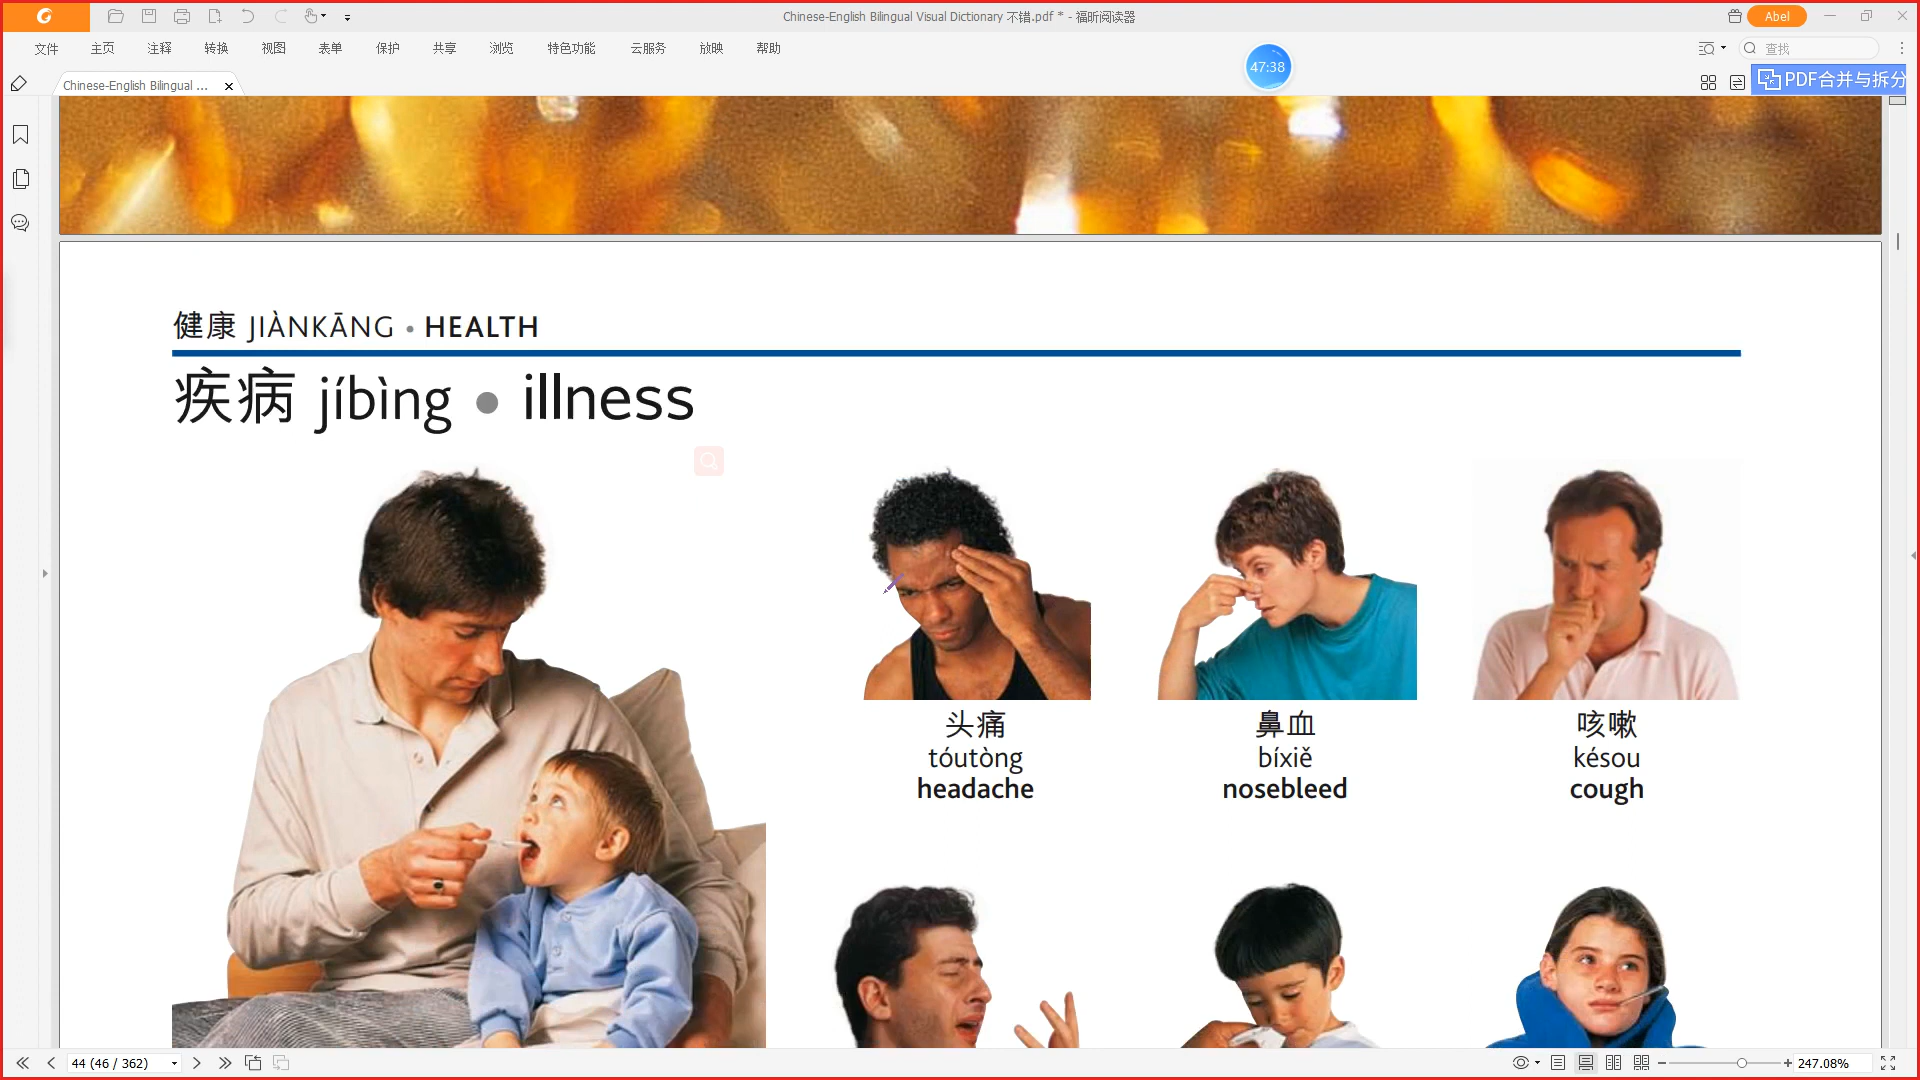 Chinese-English Bilingual Visual Dictionary 不错.pdf * - 福昕阅读器
Abel
文件 主页 注释 转换 视图 表单 保护 共享 浏览 特色功能 云服务 放映 帮助
查找
47:38
Chinese-English Bilingual ...
PDF合并与拆分
健康 JIÀNKĀNG • HEALTH
疾病 jíbìng • illness
头痛
tóutòng
headache
鼻血
bíxiě
nosebleed
咳嗽
késou
cough
44 (46 / 362)
247.08%